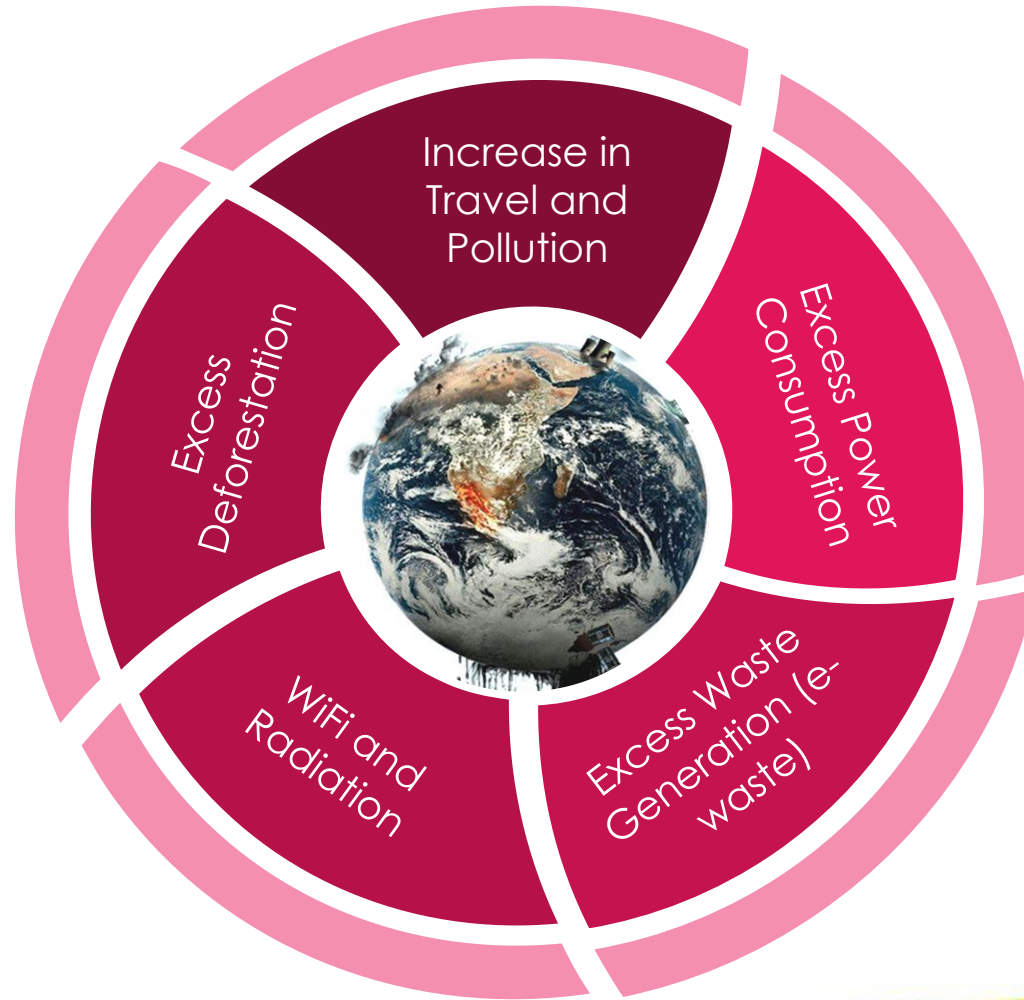 Increase in
Travel and
Pollution
Excess Power
Consumption
Excess Waste
Generation (e-
waste)
WiFi and
Radiation
Excess
Deforestation